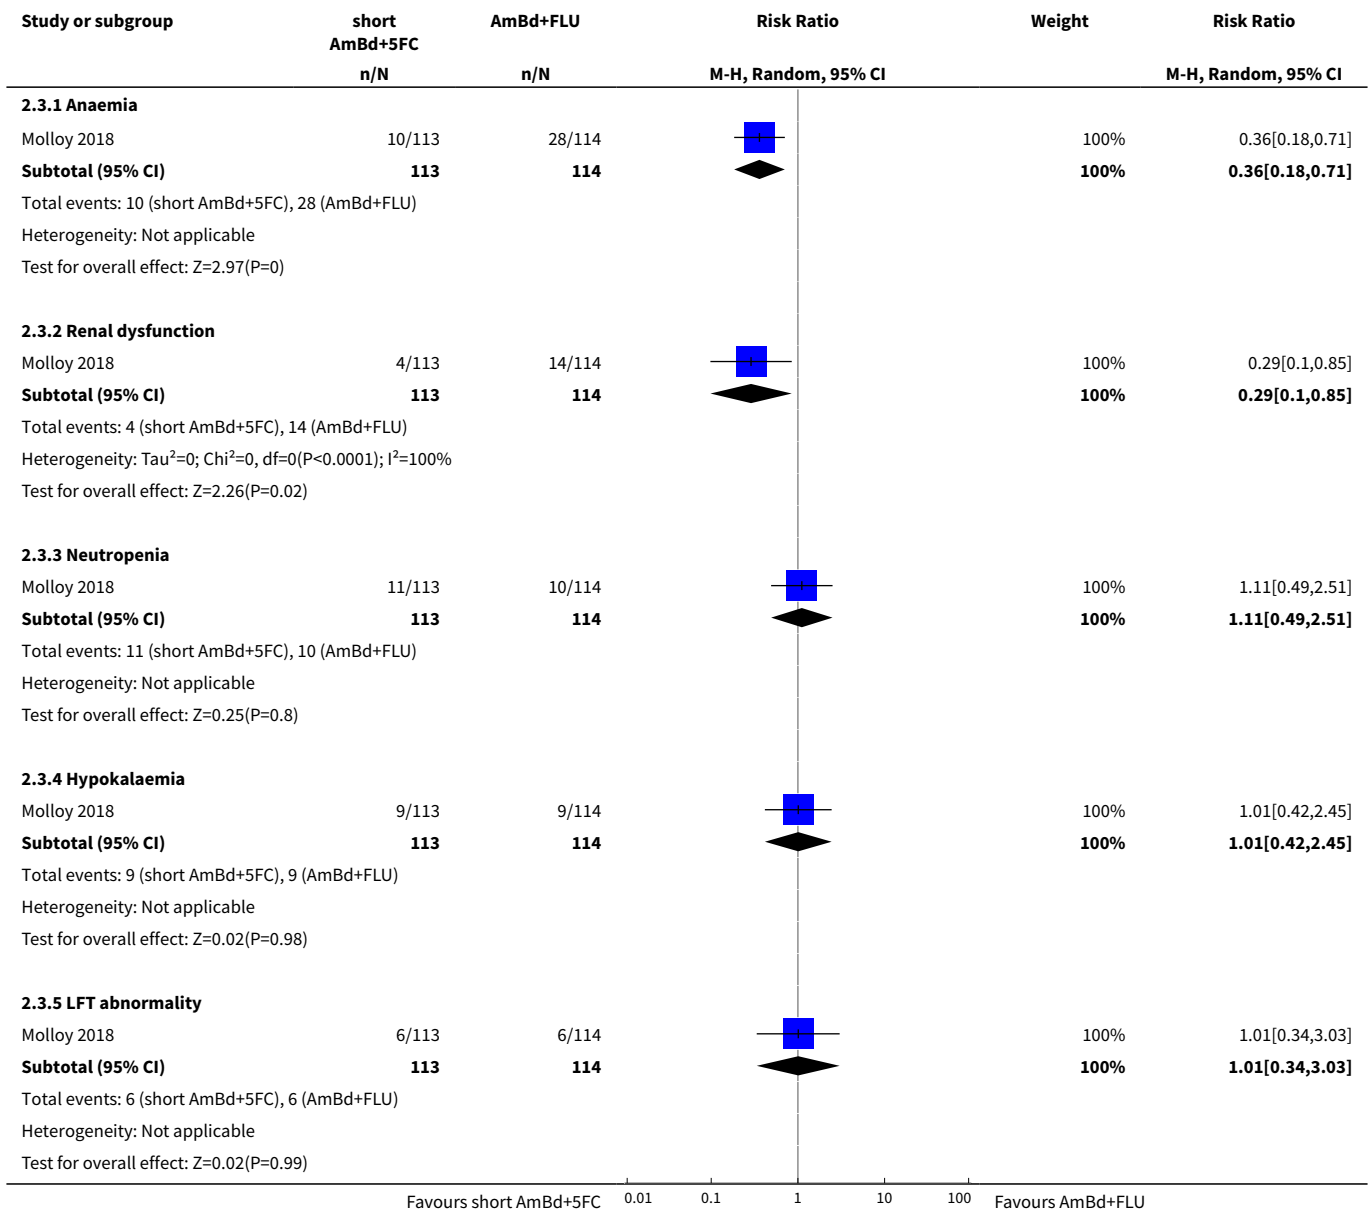 Study or subgroup short AmBd+5FC AmBd+FLU Risk Ratio Weight Risk Ratio
n/N n/N M-H, Random, 95% CI M-H, Random, 95% CI
2.3.1 Anaemia
Molloy 2018 10/113 28/114 100% 0.36[0.18,0.71]
Subtotal (95% CI) 113 114 100% 0.36[0.18,0.71]
Total events: 10 (short AmBd+5FC), 28 (AmBd+FLU)
Heterogeneity: Not applicable
Test for overall effect: Z=2.97(P=0)
2.3.2 Renal dysfunction
Molloy 2018 4/113 14/114 100% 0.29[0.1,0.85]
Subtotal (95% CI) 113 114 100% 0.29[0.1,0.85]
Total events: 4 (short AmBd+5FC), 14 (AmBd+FLU)
Heterogeneity: Tau²=0; Chi²=0, df=0(P<0.0001); I²=100%
Test for overall effect: Z=2.26(P=0.02)
2.3.3 Neutropenia
Molloy 2018 11/113 10/114 100% 1.11[0.49,2.51]
Subtotal (95% CI) 113 114 100% 1.11[0.49,2.51]
Total events: 11 (short AmBd+5FC), 10 (AmBd+FLU)
Heterogeneity: Not applicable
Test for overall effect: Z=0.25(P=0.8)
2.3.4 Hypokalaemia
Molloy 2018 9/113 9/114 100% 1.01[0.42,2.45]
Subtotal (95% CI) 113 114 100% 1.01[0.42,2.45]
Total events: 9 (short AmBd+5FC), 9 (AmBd+FLU)
Heterogeneity: Not applicable
Test for overall effect: Z=0.02(P=0.98)
2.3.5 LFT abnormality
Molloy 2018 6/113 6/114 100% 1.01[0.34,3.03]
Subtotal (95% CI) 113 114 100% 1.01[0.34,3.03]
Total events: 6 (short AmBd+5FC), 6 (AmBd+FLU)
Heterogeneity: Not applicable
Test for overall effect: Z=0.02(P=0.99)
Favours short AmBd+5FC 0.01 0.1 1 10 100 Favours AmBd+FLU